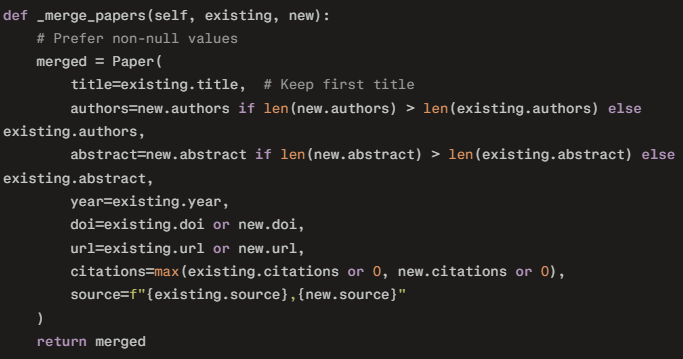 def _merge_papers(self, existing, new):
    # Prefer non-null values
    merged = Paper(
        title=existing.title,  # Keep first title
        authors=new.authors if len(new.authors) > len(existing.authors) else
existing.authors,
        abstract=new.abstract if len(new.abstract) > len(existing.abstract) else
existing.abstract,
        year=existing.year,
        doi=existing.doi or new.doi,
        url=existing.url or new.url,
        citations=max(existing.citations or 0, new.citations or 0),
        source=f"{existing.source},{new.source}"
    )
    return merged